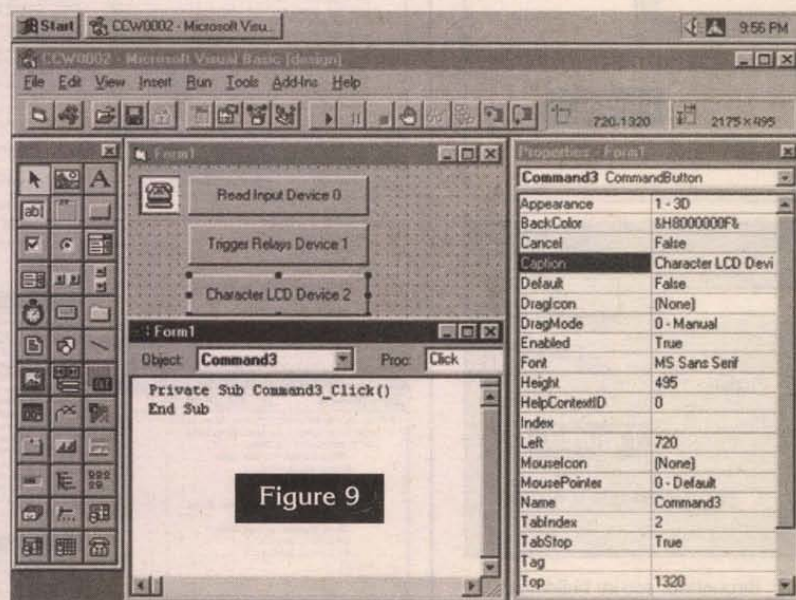 Start
CCW0002 - Microsoft Visu..
9:56 PM
CCW0002 - Microsoft Visual Basic [design]
File Edit View Insert Run Tools Add-Ins Help
720,1320
2175 × 495
Form1
Read Input Device 0
Trigger Relays Device 1
Character LCD Device 2
Form1
Object: Command3 Proc: Click
Private Sub Command3_Click()
End Sub
Figure 9
Properties - Form1
Command3 CommandButton
Appearance 1 - 3D
BackColor &H8000000F&
Cancel False
Caption Character LCD Devi
Default False
DragIcon (None)
DragMode 0 - Manual
Enabled True
Font MS Sans Serif
Height 495
HelpContextID 0
Index
Left 720
MouseIcon (None)
MousePointer 0 - Default
Name Command3
TabIndex 2
TabStop True
Tag
Top 1320